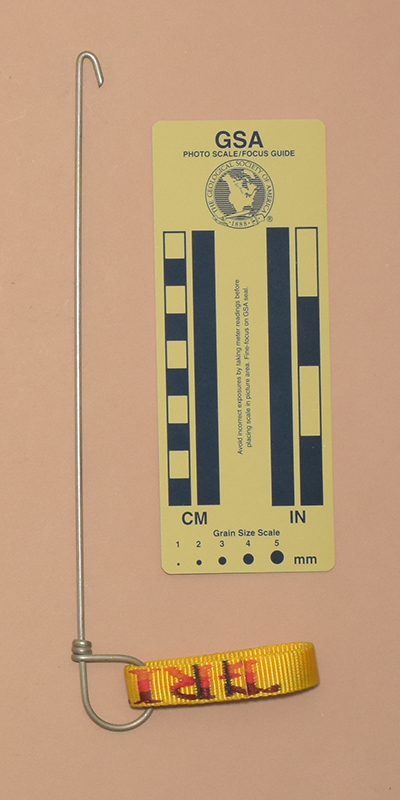 GSA
PHOTO SCALE/FOCUS GUIDE
THE GEOLOGICAL SOCIETY OF AMERICA
1888
®
Avoid incorrect exposures by taking meter readings before
placing scale in picture area. Fine-focus on GSA seal.
CM IN
Grain Size Scale
1 2 3 4 5
mm